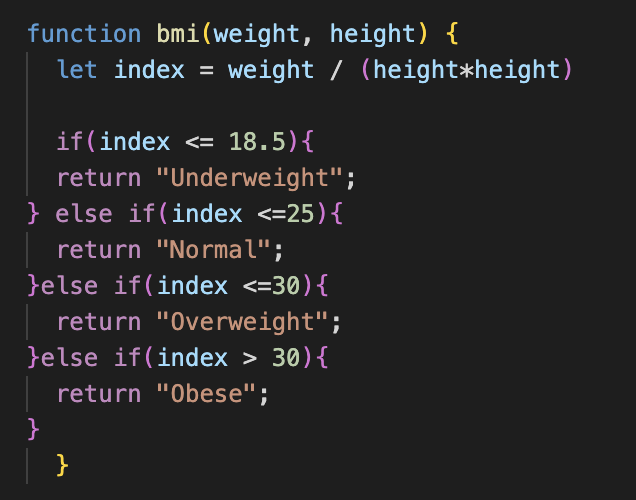 function bmi(weight, height) {
  let index = weight / (height*height)

  if(index <= 18.5){
  return "Underweight";
} else if(index <=25){
  return "Normal";
}else if(index <=30){
  return "Overweight";
}else if(index > 30){
  return "Obese";
}
  }